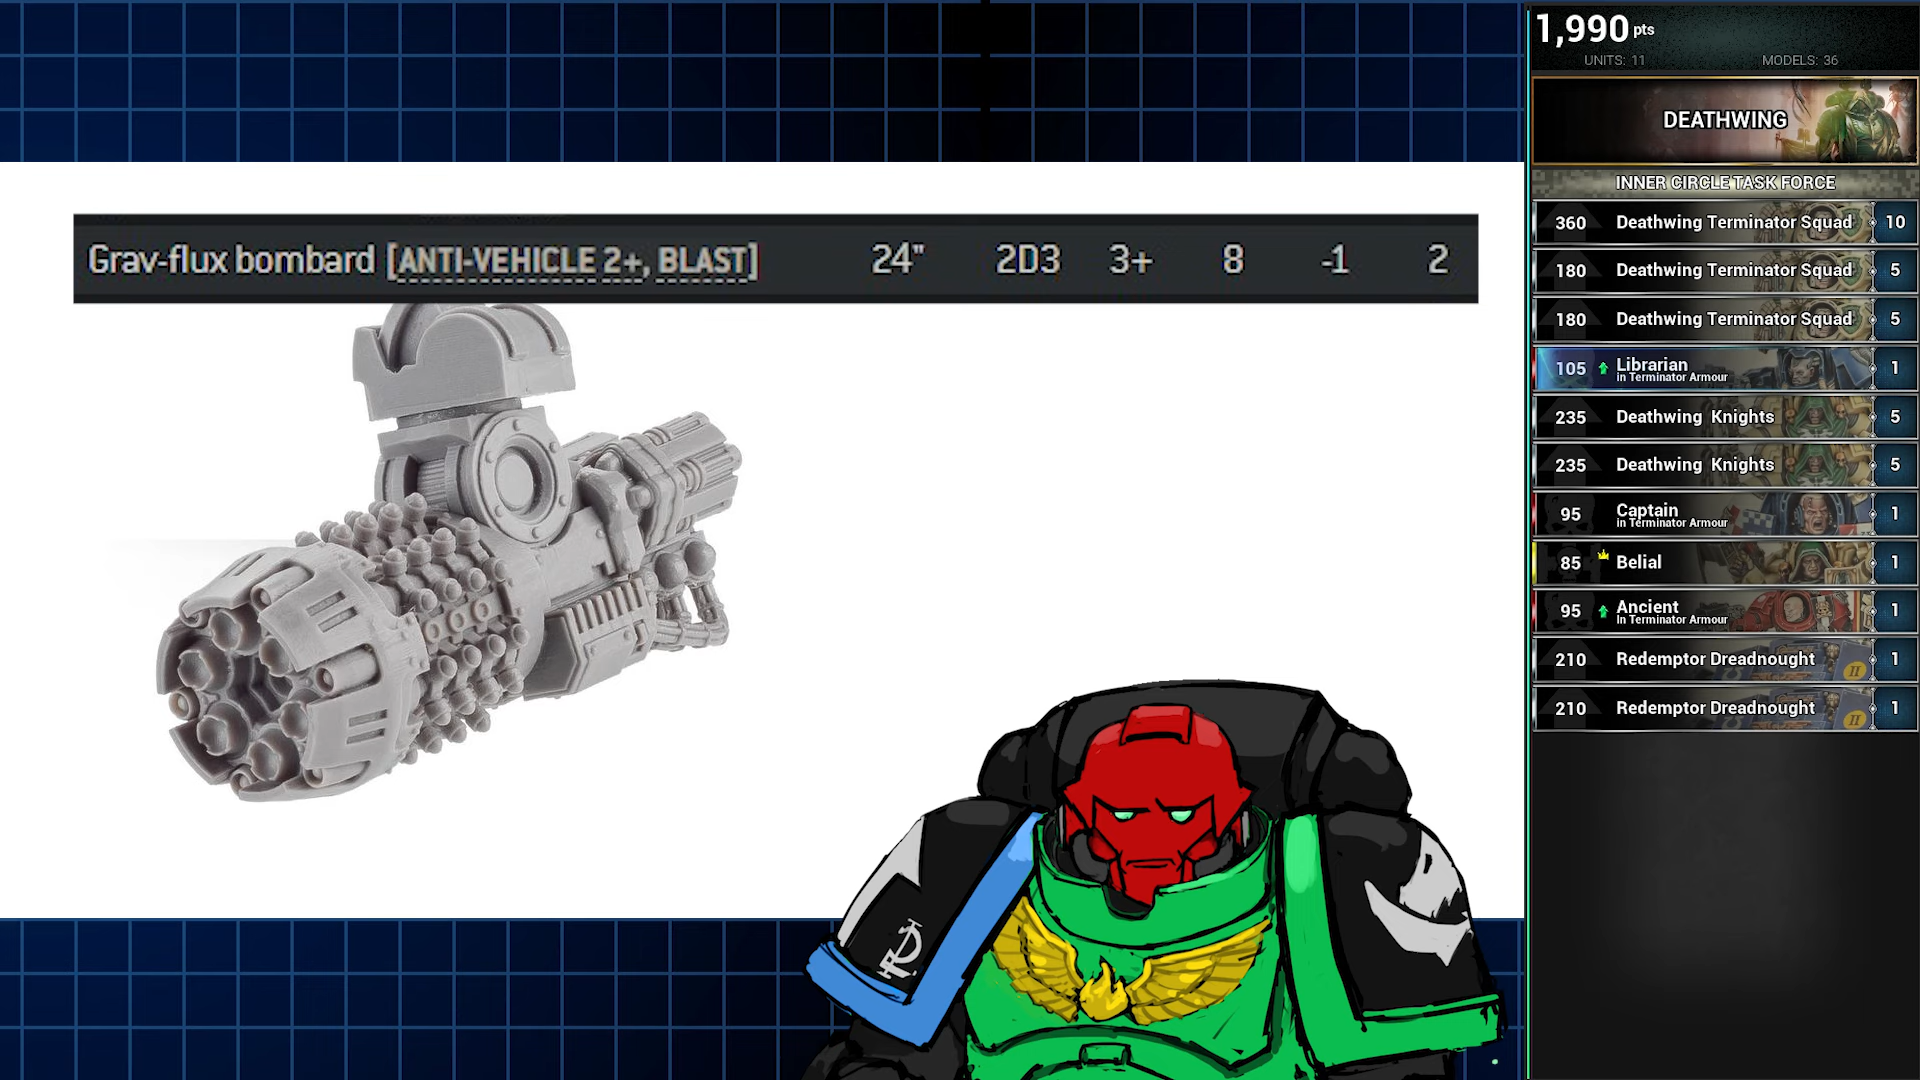 Grav-flux bombard [ANTI-VEHICLE 2+, BLAST] 24" 2D3 3+ 8 -1 2
1,990 pts
UNITS: 11 MODELS: 36
DEATHWING
INNER CIRCLE TASK FORCE
360 Deathwing Terminator Squad 10
180 Deathwing Terminator Squad 5
180 Deathwing Terminator Squad 5
105 Librarian 1
in Terminator Armour
235 Deathwing Knights 5
235 Deathwing Knights 5
95 Captain 1
in Terminator Armour
85 Belial 1
95 Ancient 1
In Terminator Armour
210 Redemptor Dreadnought II 1
210 Redemptor Dreadnought II 1